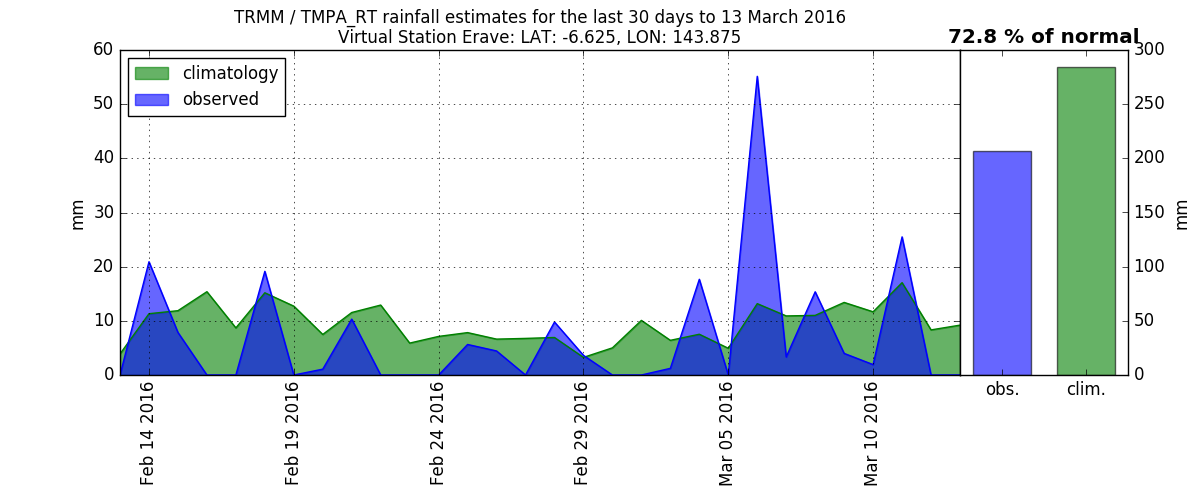 TRMM / TMPA_RT rainfall estimates for the last 30 days to 13 March 2016
Virtual Station Erave: LAT: -6.625, LON: 143.875
72.8 % of normal
climatology
observed
60
50
40
30
20
10
0
mm
Feb 14 2016
Feb 19 2016
Feb 24 2016
Feb 29 2016
Mar 05 2016
Mar 10 2016
300
250
200
150
100
50
0
mm
obs.
clim.